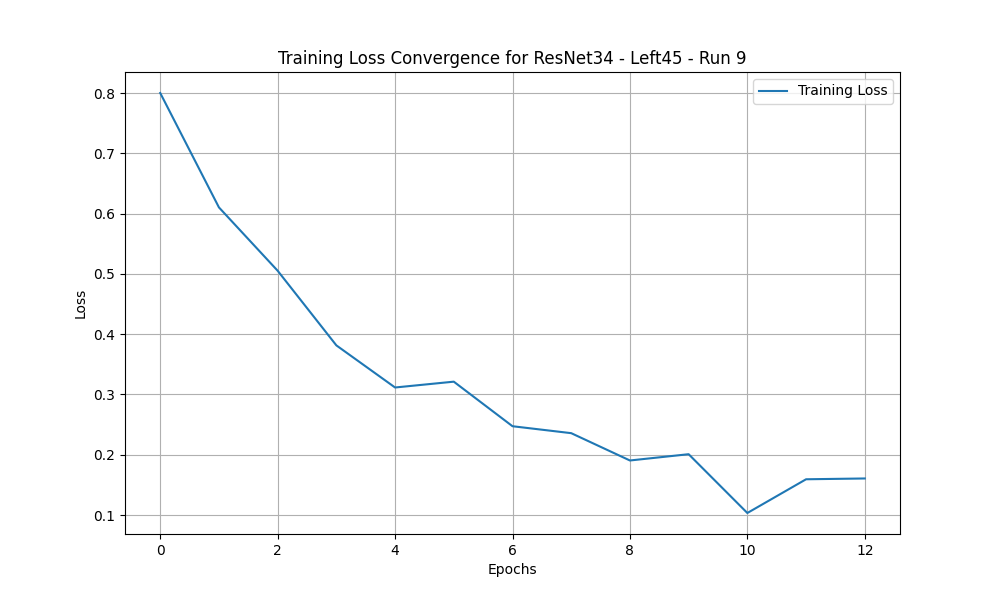 Training Loss Convergence for ResNet34 - Left45 - Run 9
Training Loss
0.8
0.7
0.6
0.5
0.4
0.3
0.2
0.1
Loss
0 2 4 6 8 10 12
Epochs